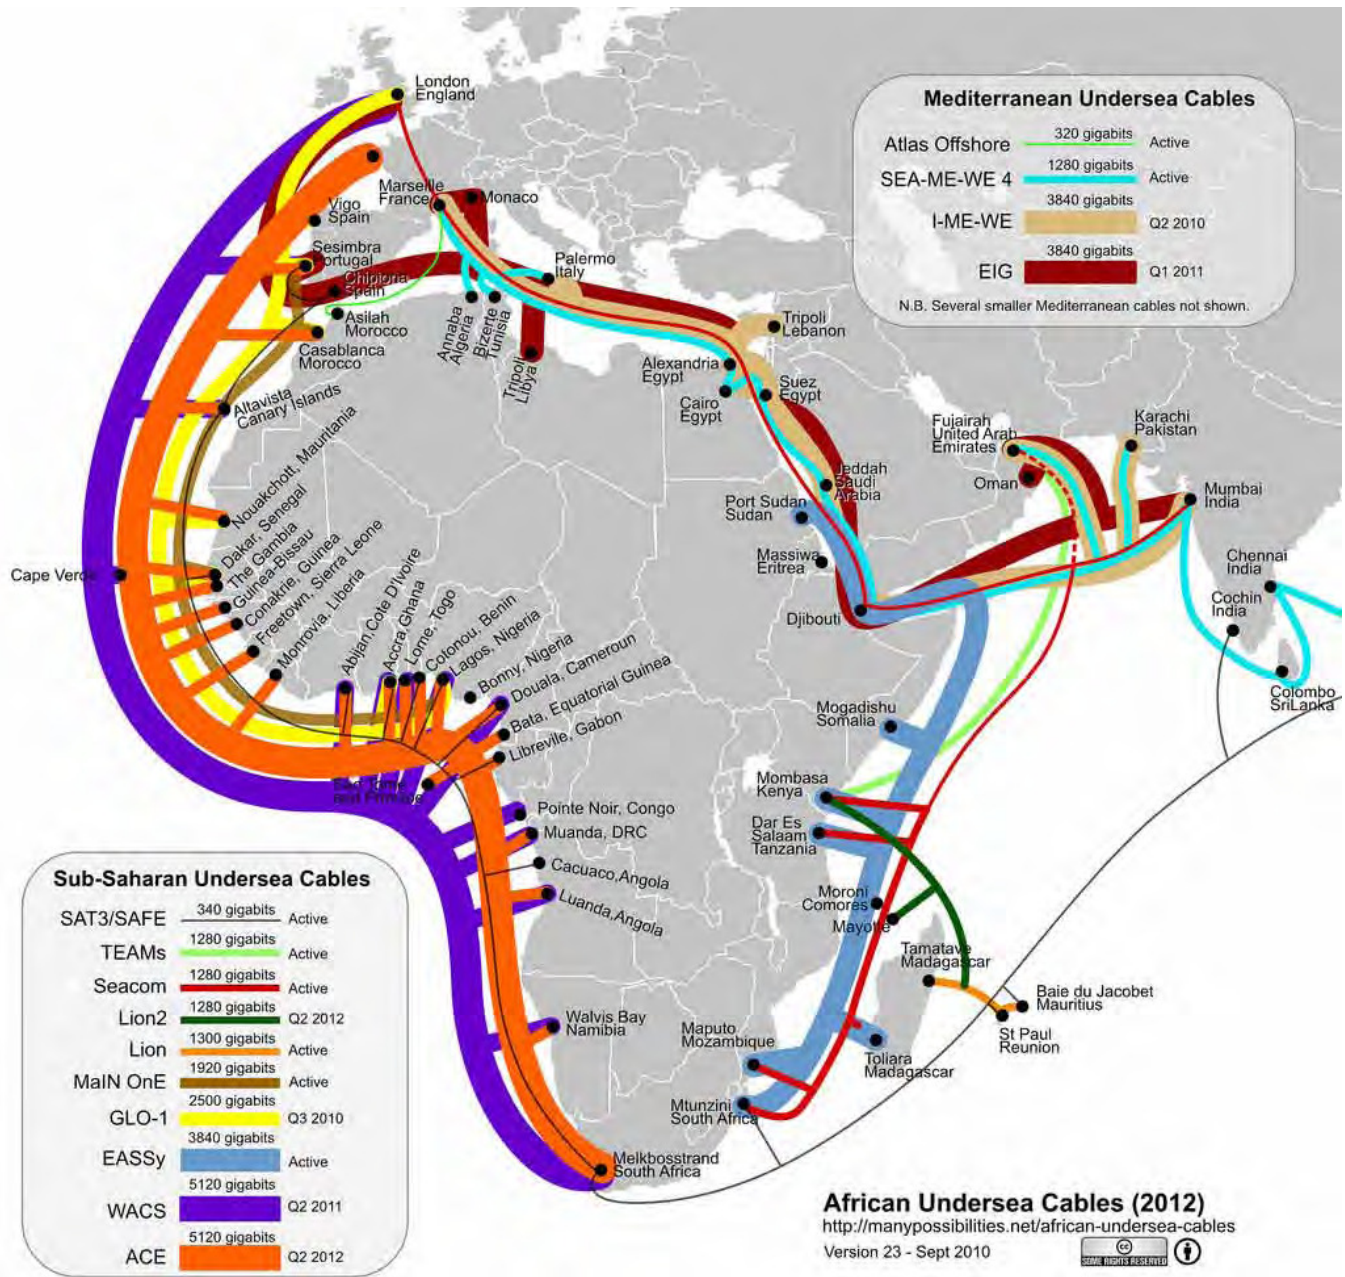 London
England
Marseille
France
Monaco
Vigo
Spain
Sesimbra
Portugal
Chipiona
Spain
Palermo
Italy
Asilah
Morocco
Casablanca
Morocco
Annaba
Algeria
Bizerte
Tunisia
Tripoli
Libya
Tripoli
Lebanon
Alexandria
Egypt
Cairo
Egypt
Suez
Egypt
Altavista
Canary Islands
Fujairah
United Arab
Emirates
Oman
Karachi
Pakistan
Mumbai
India
Jeddah
Saudi
Arabia
Port Sudan
Sudan
Massiwa
Eritrea
Djibouti
Chennai
India
Cochin
India
Colombo
SriLanka
Nouakchott, Mauritania
Dakar, Senegal
The Gambia
Guinea-Bissau
Conakrie, Guinea
Freetown, Sierra Leone
Monrovia, Liberia
Cape Verde
Abijan,Cote D'Ivore
Accra,Ghana
Lome, Togo
Cotonou, Benin
Lagos, Nigeria
Bonny, Nigeria
Douala, Cameroun
Bata, Equatorial Guinea
Libreville, Gabon
Sao Tome
and Principe
Pointe Noir, Congo
Muanda, DRC
Cacuaco,Angola
Luanda,Angola
Walvis Bay
Namibia
Melkbosstrand
South Africa
Mogadishu
Somalia
Mombasa
Kenya
Dar Es
Salaam
Tanzania
Moroni
Comores
Mayotte
Tamatave
Madagascar
Baie du Jacobet
Mauritius
St Paul
Reunion
Toliara
Madagascar
Maputo
Mozambique
Mtunzini
South Africa
Mediterranean Undersea Cables
Atlas Offshore 320 gigabits Active
SEA-ME-WE 4 1280 gigabits Active
I-ME-WE 3840 gigabits Q2 2010
EIG 3840 gigabits Q1 2011
N.B. Several smaller Mediterranean cables not shown.
Sub-Saharan Undersea Cables
SAT3/SAFE 340 gigabits Active
TEAMs 1280 gigabits Active
Seacom 1280 gigabits Active
Lion2 1280 gigabits Q2 2012
Lion 1300 gigabits Active
MaIN OnE 1920 gigabits Active
GLO-1 2500 gigabits Q3 2010
EASSy 3840 gigabits Active
WACS 5120 gigabits Q2 2011
ACE 5120 gigabits Q2 2012
African Undersea Cables (2012)
http://manypossibilities.net/african-undersea-cables
Version 23 - Sept 2010
cc
SOME RIGHTS RESERVED